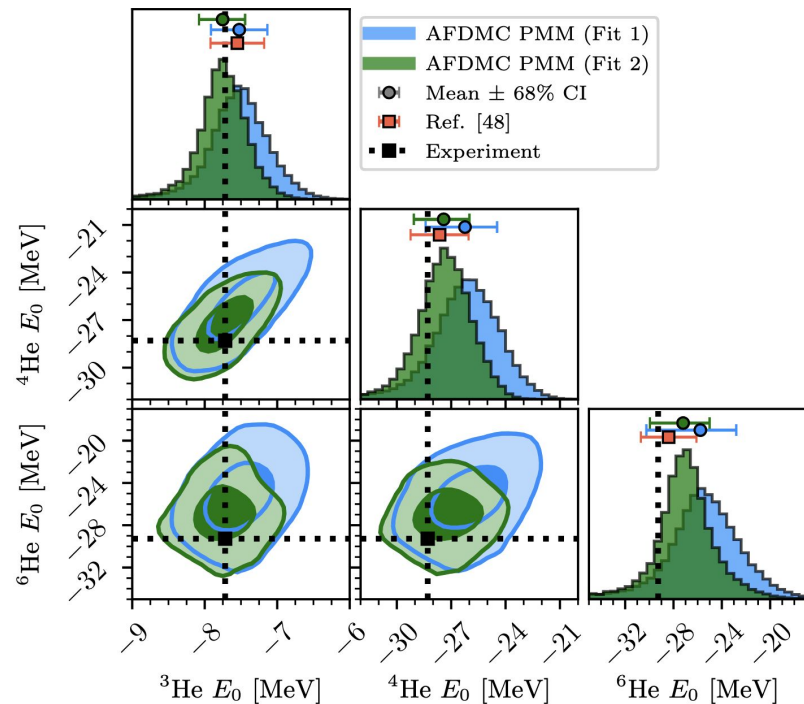 AFDMC PMM (Fit 1)
AFDMC PMM (Fit 2)
Mean ± 68% CI
Ref. [48]
Experiment
⁴He E₀ [MeV]
−21
−24
−27
−30
⁶He E₀ [MeV]
−20
−24
−28
−32
−9
−8
−7
−6
−30
−27
−24
−21
−32
−28
−24
−20
³He E₀ [MeV]
⁴He E₀ [MeV]
⁶He E₀ [MeV]